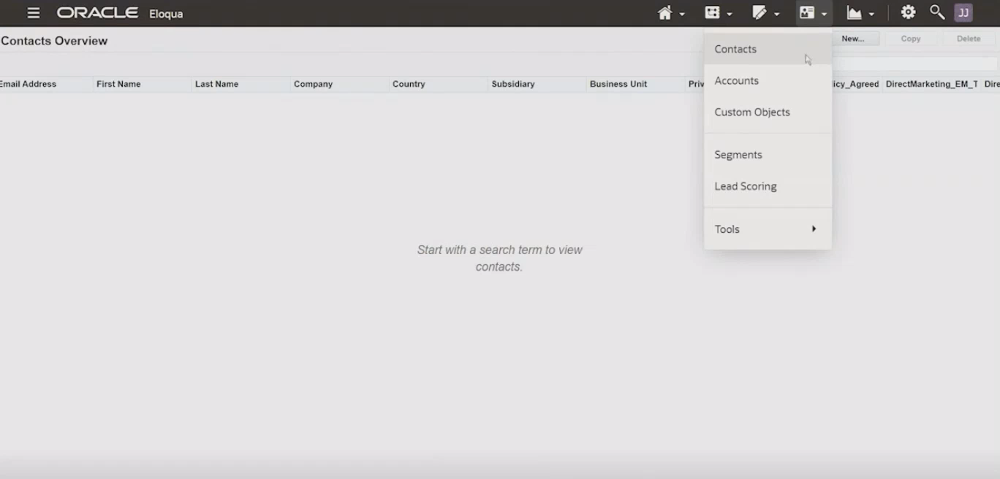 ORACLE Eloqua
JJ
Contacts Overview
New... Copy Delete
Email Address First Name Last Name Company Country Subsidiary Business Unit Priv icy_Agreed DirectMarketing_EM_T Dire
Contacts
Accounts
Custom Objects
Segments
Lead Scoring
Tools
Start with a search term to view
contacts.